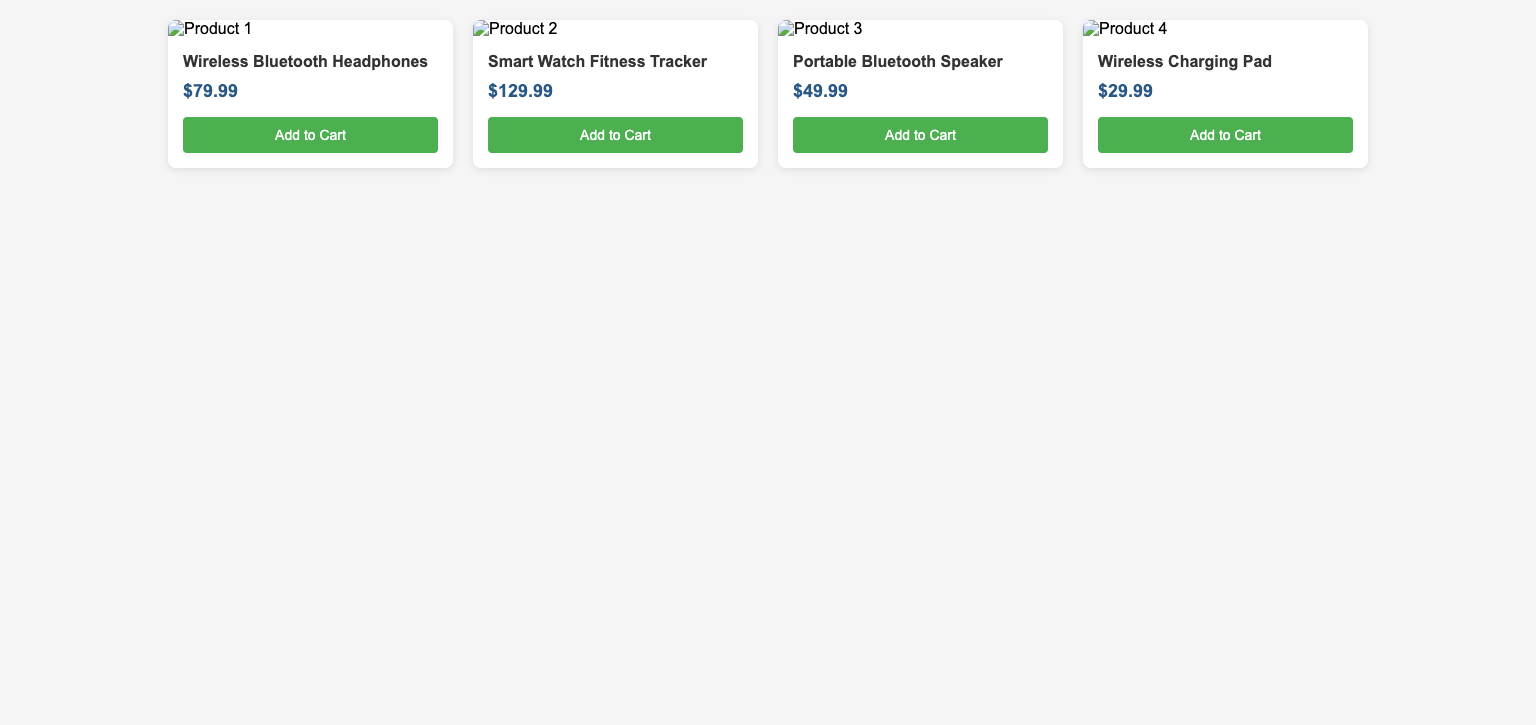 Product 1
Wireless Bluetooth Headphones
$79.99
Add to Cart
Product 2
Smart Watch Fitness Tracker
$129.99
Add to Cart
Product 3
Portable Bluetooth Speaker
$49.99
Add to Cart
Product 4
Wireless Charging Pad
$29.99
Add to Cart